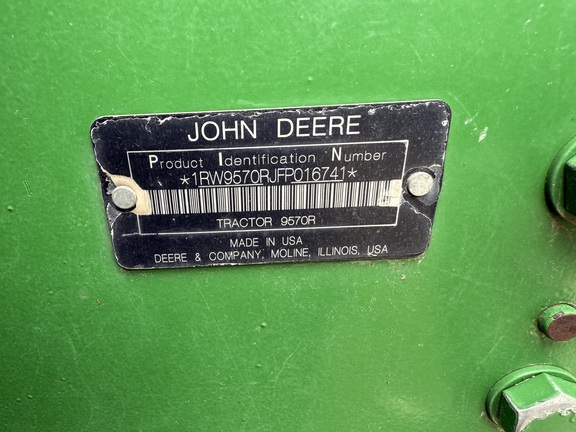 JOHN DEERE
Product Identification Number
*1RW9570RJFP016741*
TRACTOR 9570R
MADE IN USA
DEERE & COMPANY, MOLINE, ILLINOIS, USA